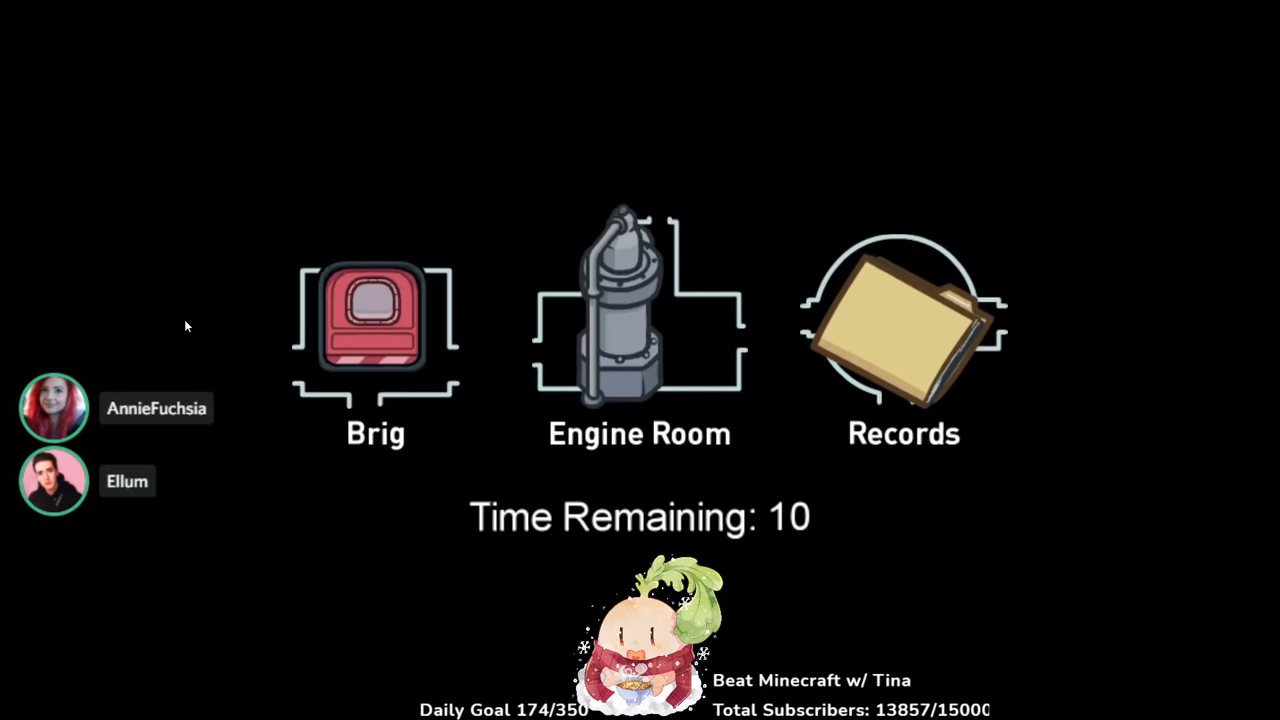 AnnieFuchsia
Ellum
Brig
Engine Room
Records
Time Remaining: 10
Beat Minecraft w/ Tina
Daily Goal 174/350
Total Subscribers: 13857/15000